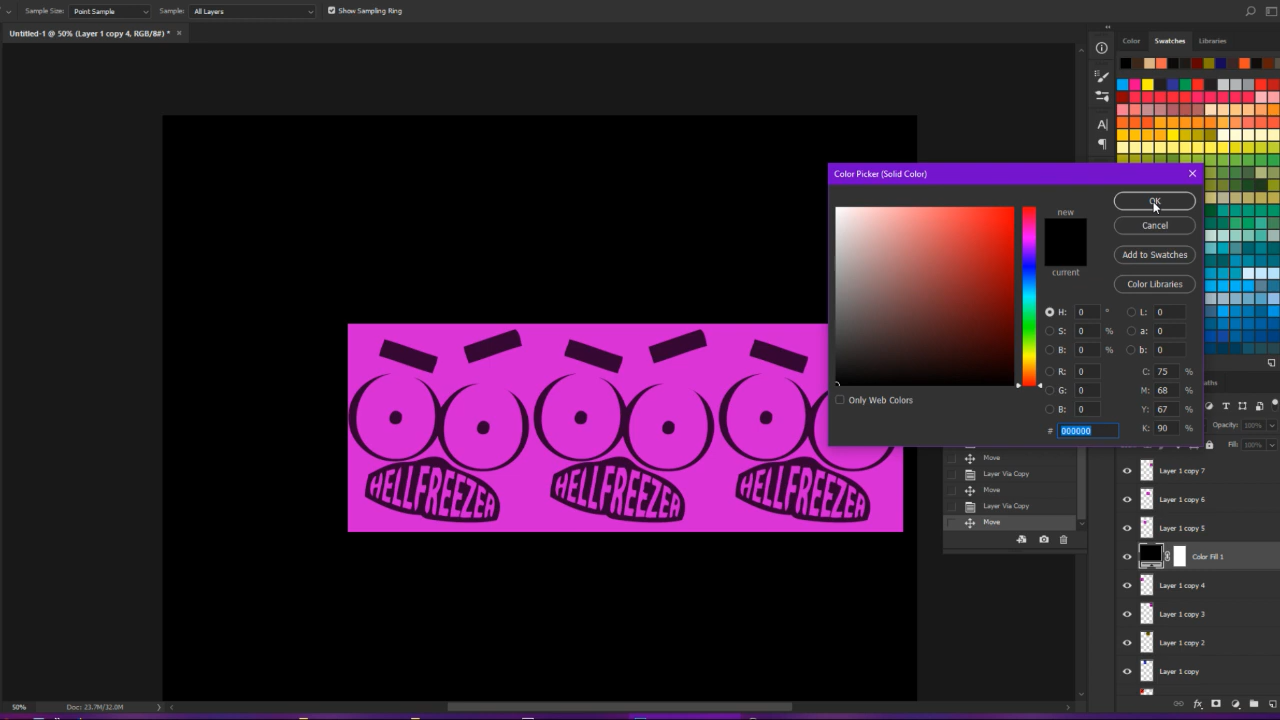 Sample Size: Point Sample Sample: All Layers Show Sampling Ring
Untitled-1 @ 50% (Layer 1 copy 4, RGB/8#) * ×
Color Swatches Libraries
Color Picker (Solid Color)
new
current
OK
Cancel
Add to Swatches
Color Libraries
H: 0 °
S: 0 %
B: 0 %
R: 0
G: 0
B: 0
# 000000
L: 0
a: 0
b: 0
C: 75 %
M: 68 %
Y: 67 %
K: 90 %
Only Web Colors
HELLFREEZER HELLFREEZER HELLFREEZER
Opacity: 100%
Fill: 100%
Move
Layer Via Copy
Move
Layer Via Copy
Move
Layer 1 copy 7
Layer 1 copy 6
Layer 1 copy 5
Color Fill 1
Layer 1 copy 4
Layer 1 copy 3
Layer 1 copy 2
Layer 1 copy
fx
50% Doc: 23.7M/32.0M